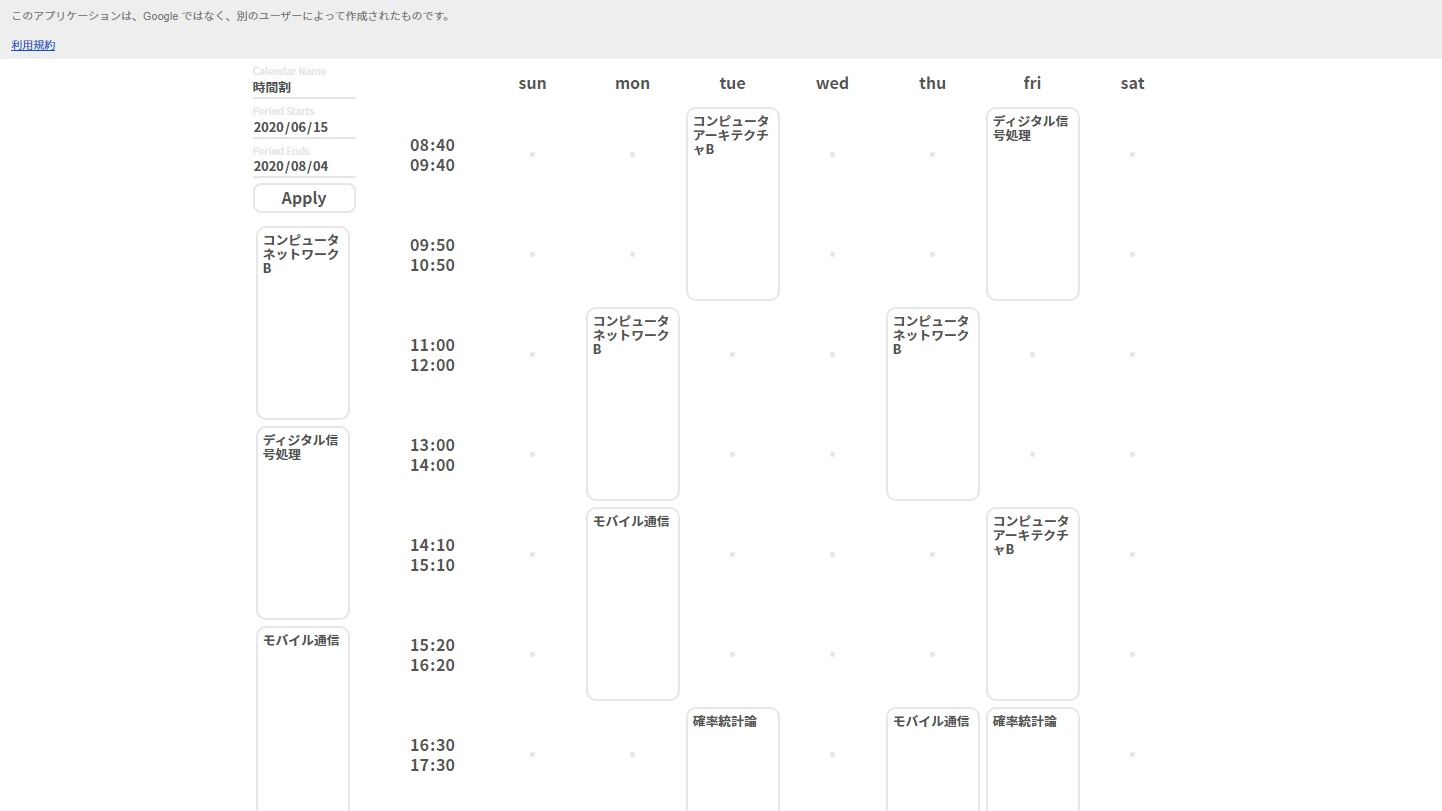 このアプリケーションは、Google ではなく、別のユーザーによって作成されたものです。
利用規約
Calendar Name
時間割
Period Starts
2020/06/15
Period Ends
2020/08/04
Apply
コンピュータ
ネットワーク
B
ディジタル信
号処理
モバイル通信
sun mon tue wed thu fri sat
08:40
09:40
コンピュータ
アーキテクチ
ャB
ディジタル信
号処理
09:50
10:50
11:00
12:00
コンピュータ
ネットワーク
B
コンピュータ
ネットワーク
B
13:00
14:00
14:10
15:10
モバイル通信
コンピュータ
アーキテクチ
ャB
15:20
16:20
16:30
17:30
確率統計論
モバイル通信
確率統計論